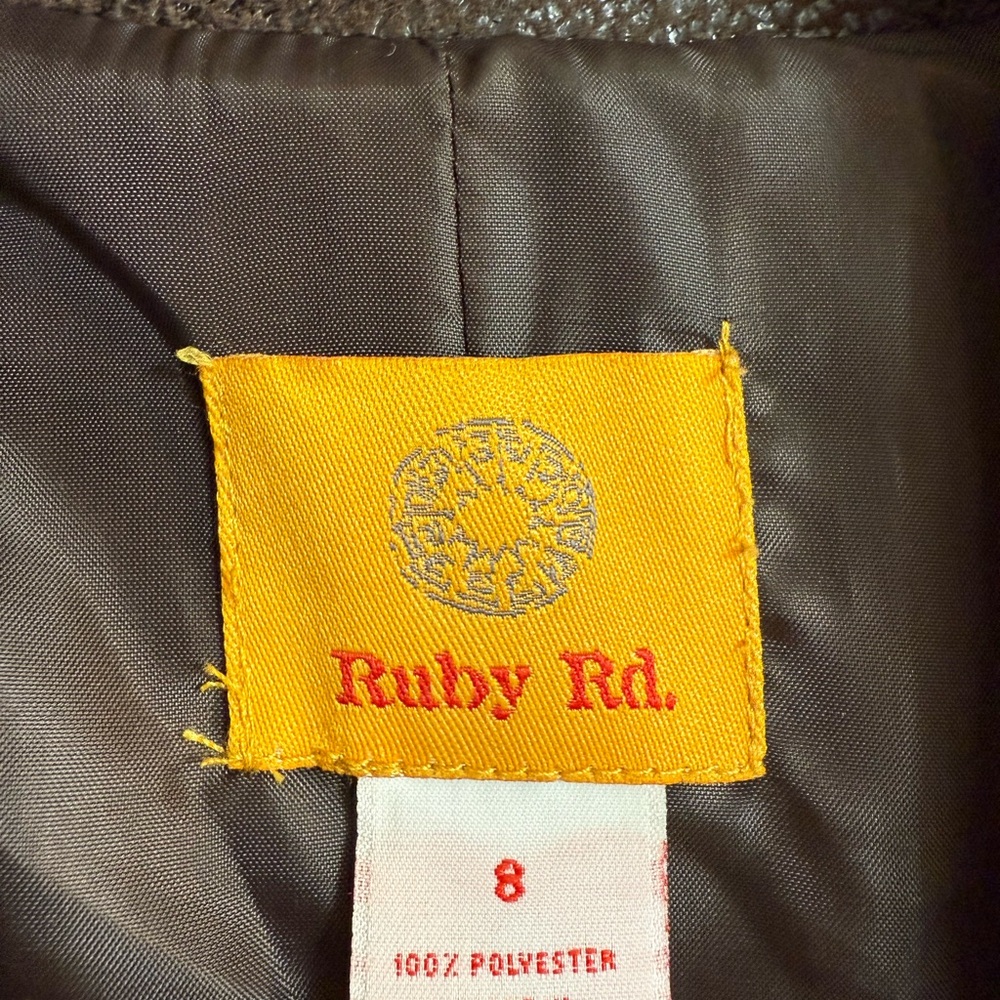 Ruby Rd.
8
100% POLYESTER